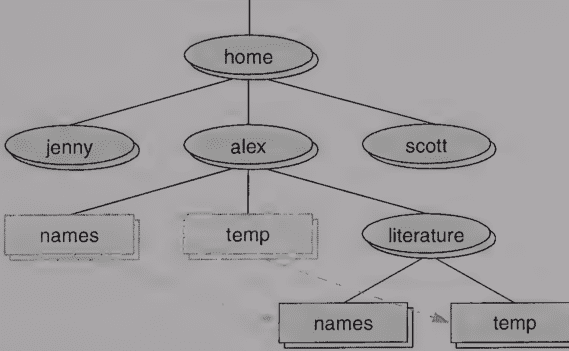 home
jenny
alex
scott
names
temp
literature
names
temp